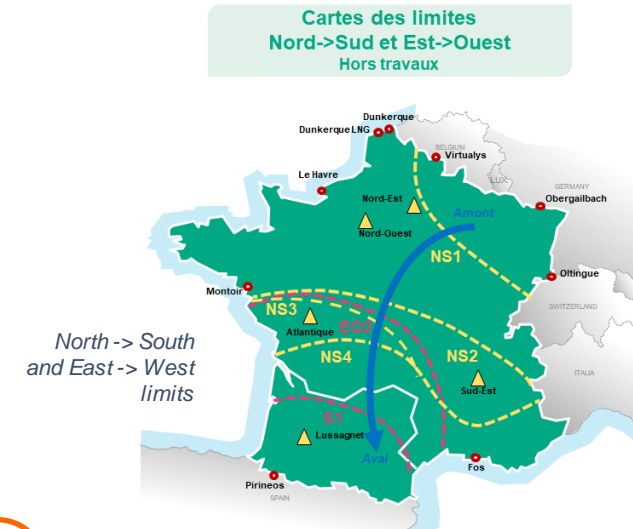 Cartes des limites
Nord->Sud et Est->Ouest
Hors travaux
Dunkerque
Dunkerque LNG
BELGIUM
Virtualys
LUX.
Le Havre
GERMANY
Nord-Est
Obergailbach
Amont
Nord-Ouest
NS1
Oltingue
Montoir
SWITZERLAND
NS3
EO2
Atlantique
North -> South
and East -> West
limits
NS4
NS2
ITALIA
Sud-Est
S1
Lussagnet
Aval
Fos
Pirineos
SPAIN